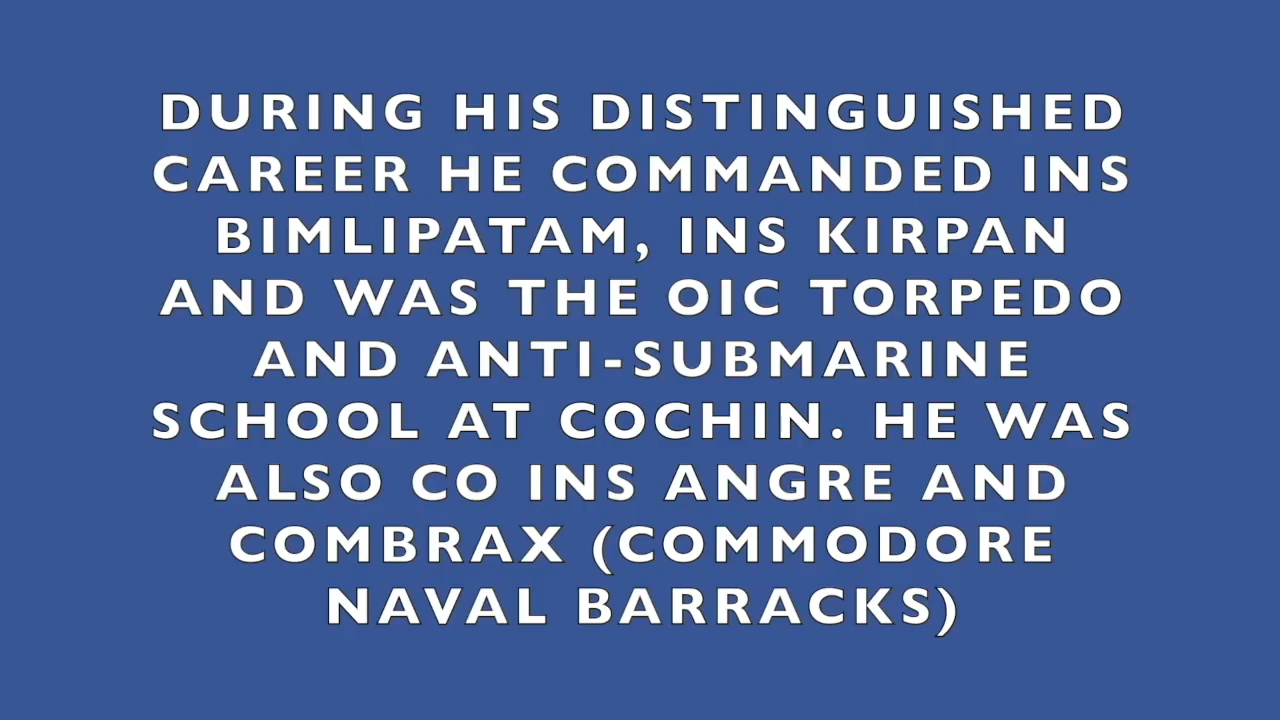 DURING HIS DISTINGUISHED
CAREER HE COMMANDED INS
BIMLIPATAM, INS KIRPAN
AND WAS THE OIC TORPEDO
AND ANTI-SUBMARINE
SCHOOL AT COCHIN. HE WAS
ALSO CO INS ANGRE AND
COMBRAX (COMMODORE
NAVAL BARRACKS)